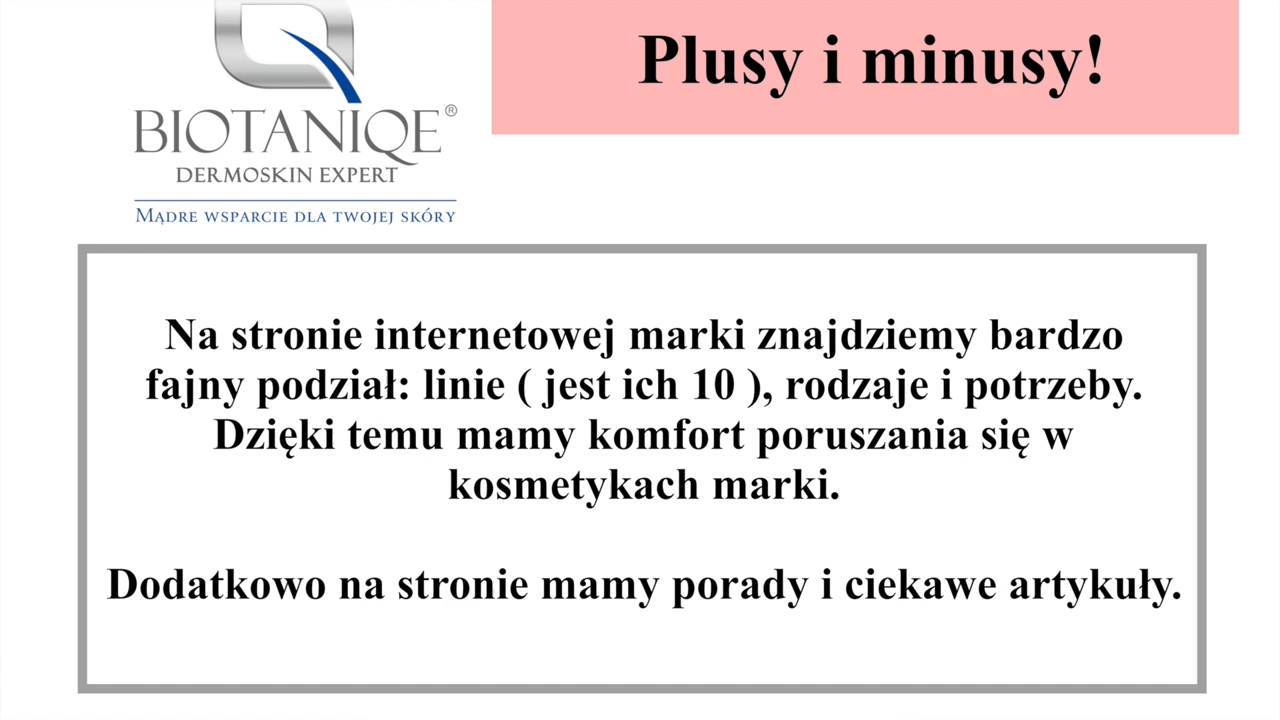 Plusy i minusy!
BIOTANIQE®
DERMOSKIN EXPERT
MĄDRE WSPARCIE DLA TWOJEJ SKÓRY
Na stronie internetowej marki znajdziemy bardzo
fajny podział: linie ( jest ich 10 ), rodzaje i potrzeby.
Dzięki temu mamy komfort poruszania się w
kosmetykach marki.
Dodatkowo na stronie mamy porady i ciekawe artykuły.